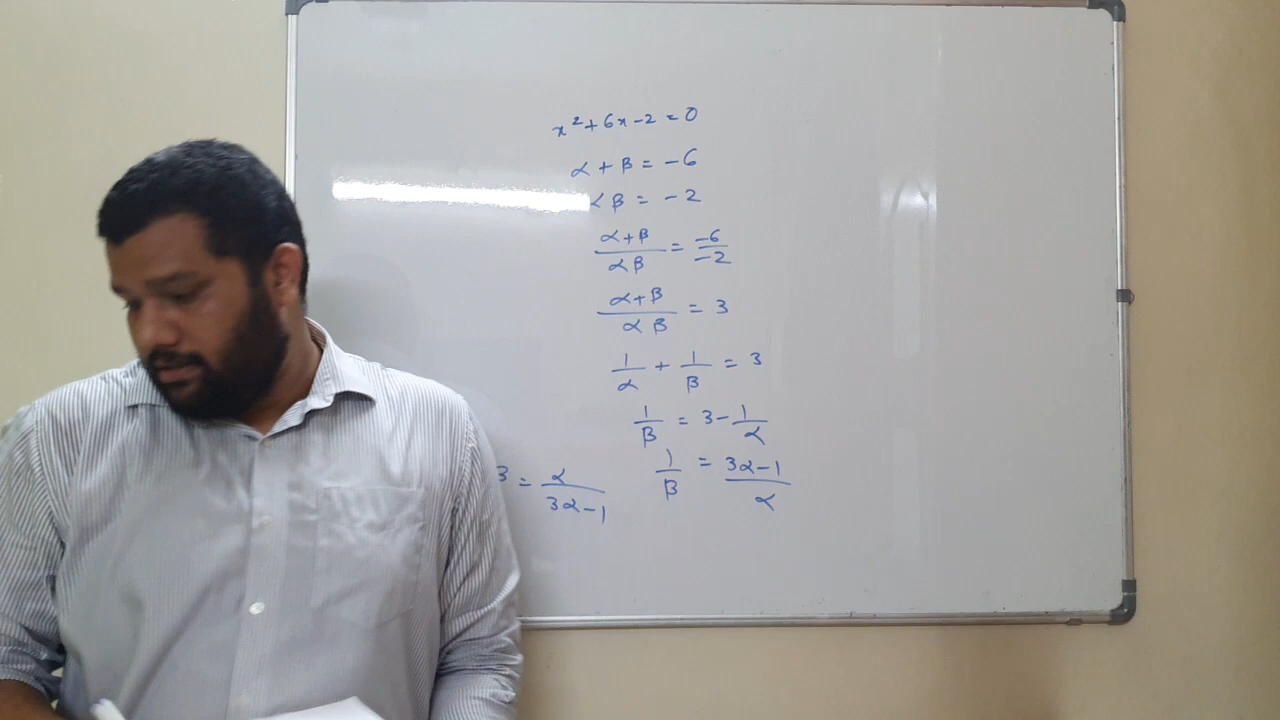 x² + 6x - 2 = 0
α + β = -6
αβ = -2
(α+β)/(αβ) = (-6)/(-2)
(α+β)/(αβ) = 3
1/α + 1/β = 3
1/β = 3 - 1/α
1/β = (3α-1)/α
= α/(3α-1)